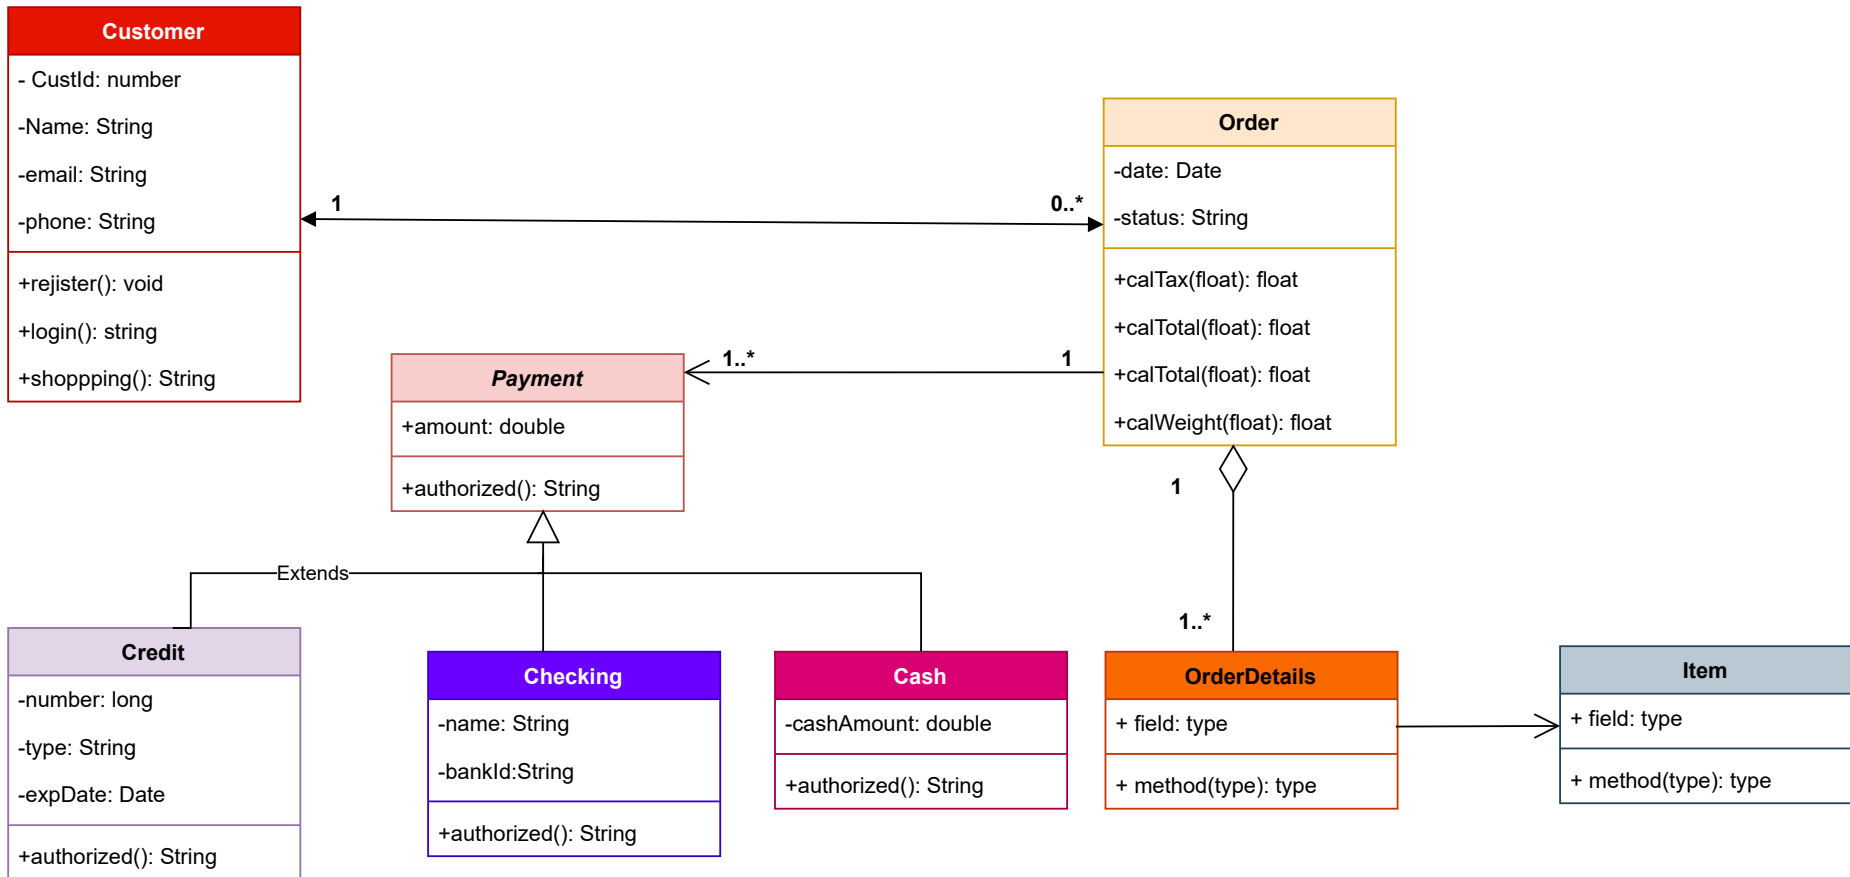 Customer
- CustId: number
-Name: String
-email: String
-phone: String
+rejister(): void
+login(): string
+shoppping(): String
1
0..*
Order
-date: Date
-status: String
+calTax(float): float
+calTotal(float): float
+calTotal(float): float
+calWeight(float): float
1..*
1
Payment
+amount: double
+authorized(): String
1
1..*
Extends
Credit
-number: long
-type: String
-expDate: Date
+authorized(): String
Checking
-name: String
-bankId:String
+authorized(): String
Cash
-cashAmount: double
+authorized(): String
OrderDetails
+ field: type
+ method(type): type
Item
+ field: type
+ method(type): type